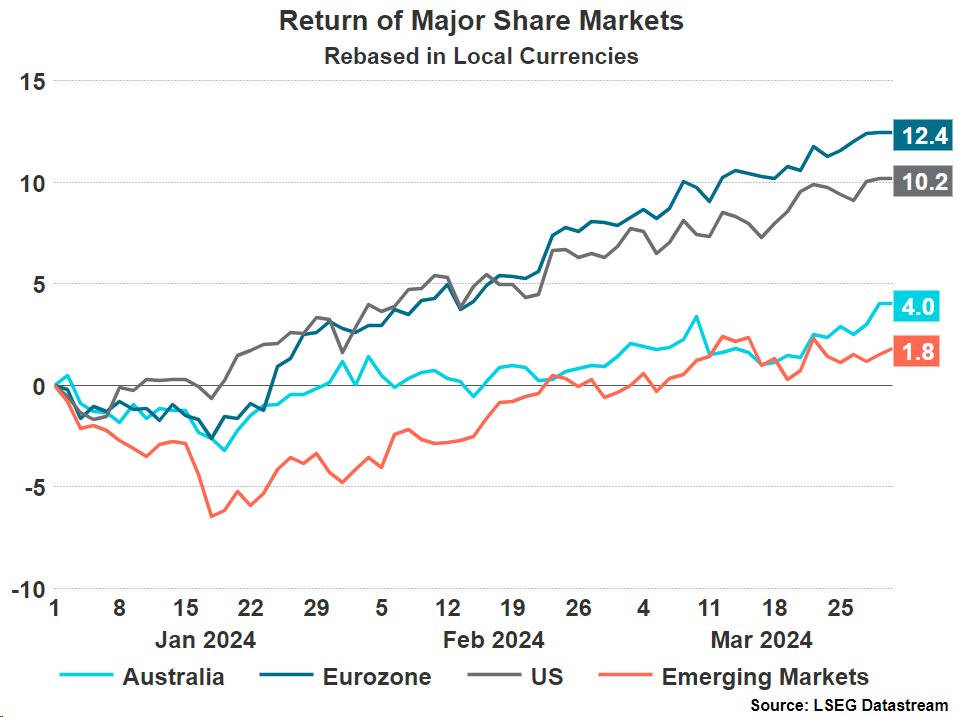 Return of Major Share Markets
Rebased in Local Currencies
15
12.4
10
10.2
5
4.0
1.8
0
-5
-10
1 8 15 22 29 5 12 19 26 4 11 18 25
Jan 2024 Feb 2024 Mar 2024
Australia Eurozone US Emerging Markets
Source: LSEG Datastream